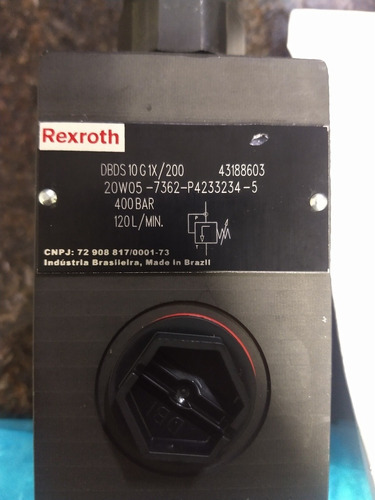 Rexroth
DBDS 10 G 1X/200 43188603
20W05-7362-P4233234-5
400 BAR
120 L/MIN.
P
T
CNPJ: 72 908 817/0001-73
Indústria Brasileira, Made in Brazil